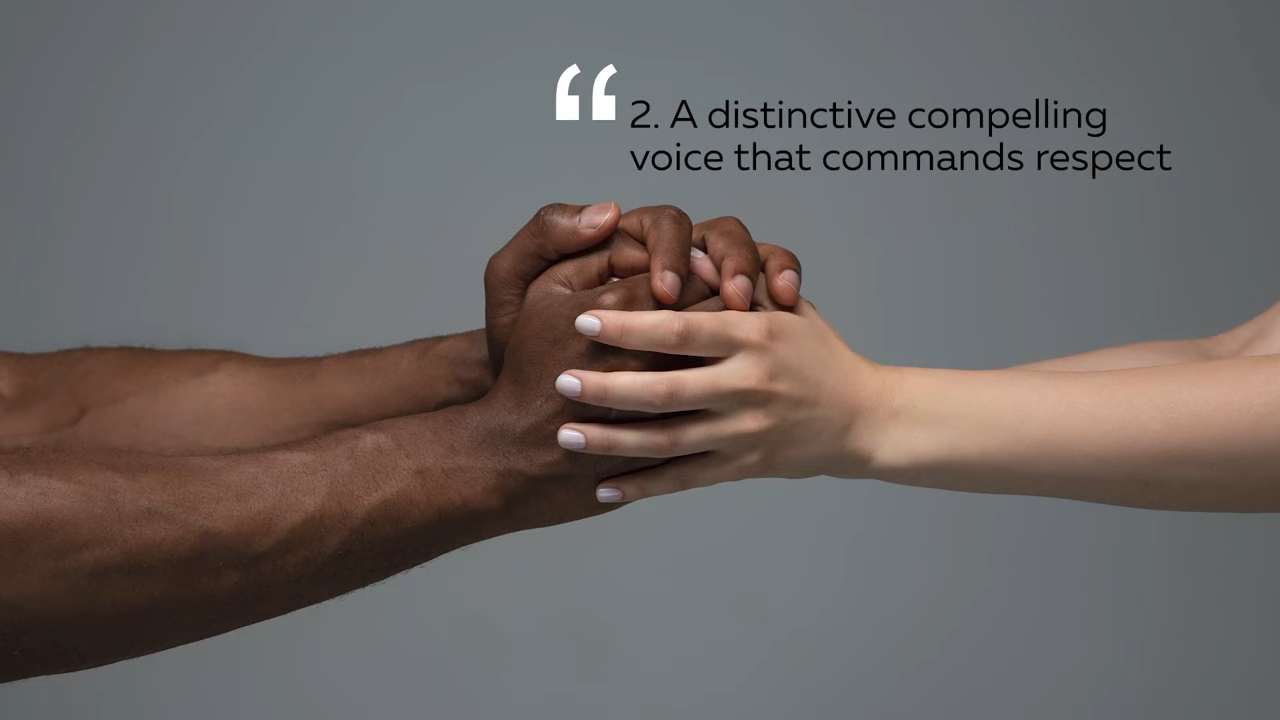 “ 2. A distinctive compelling
voice that commands respect